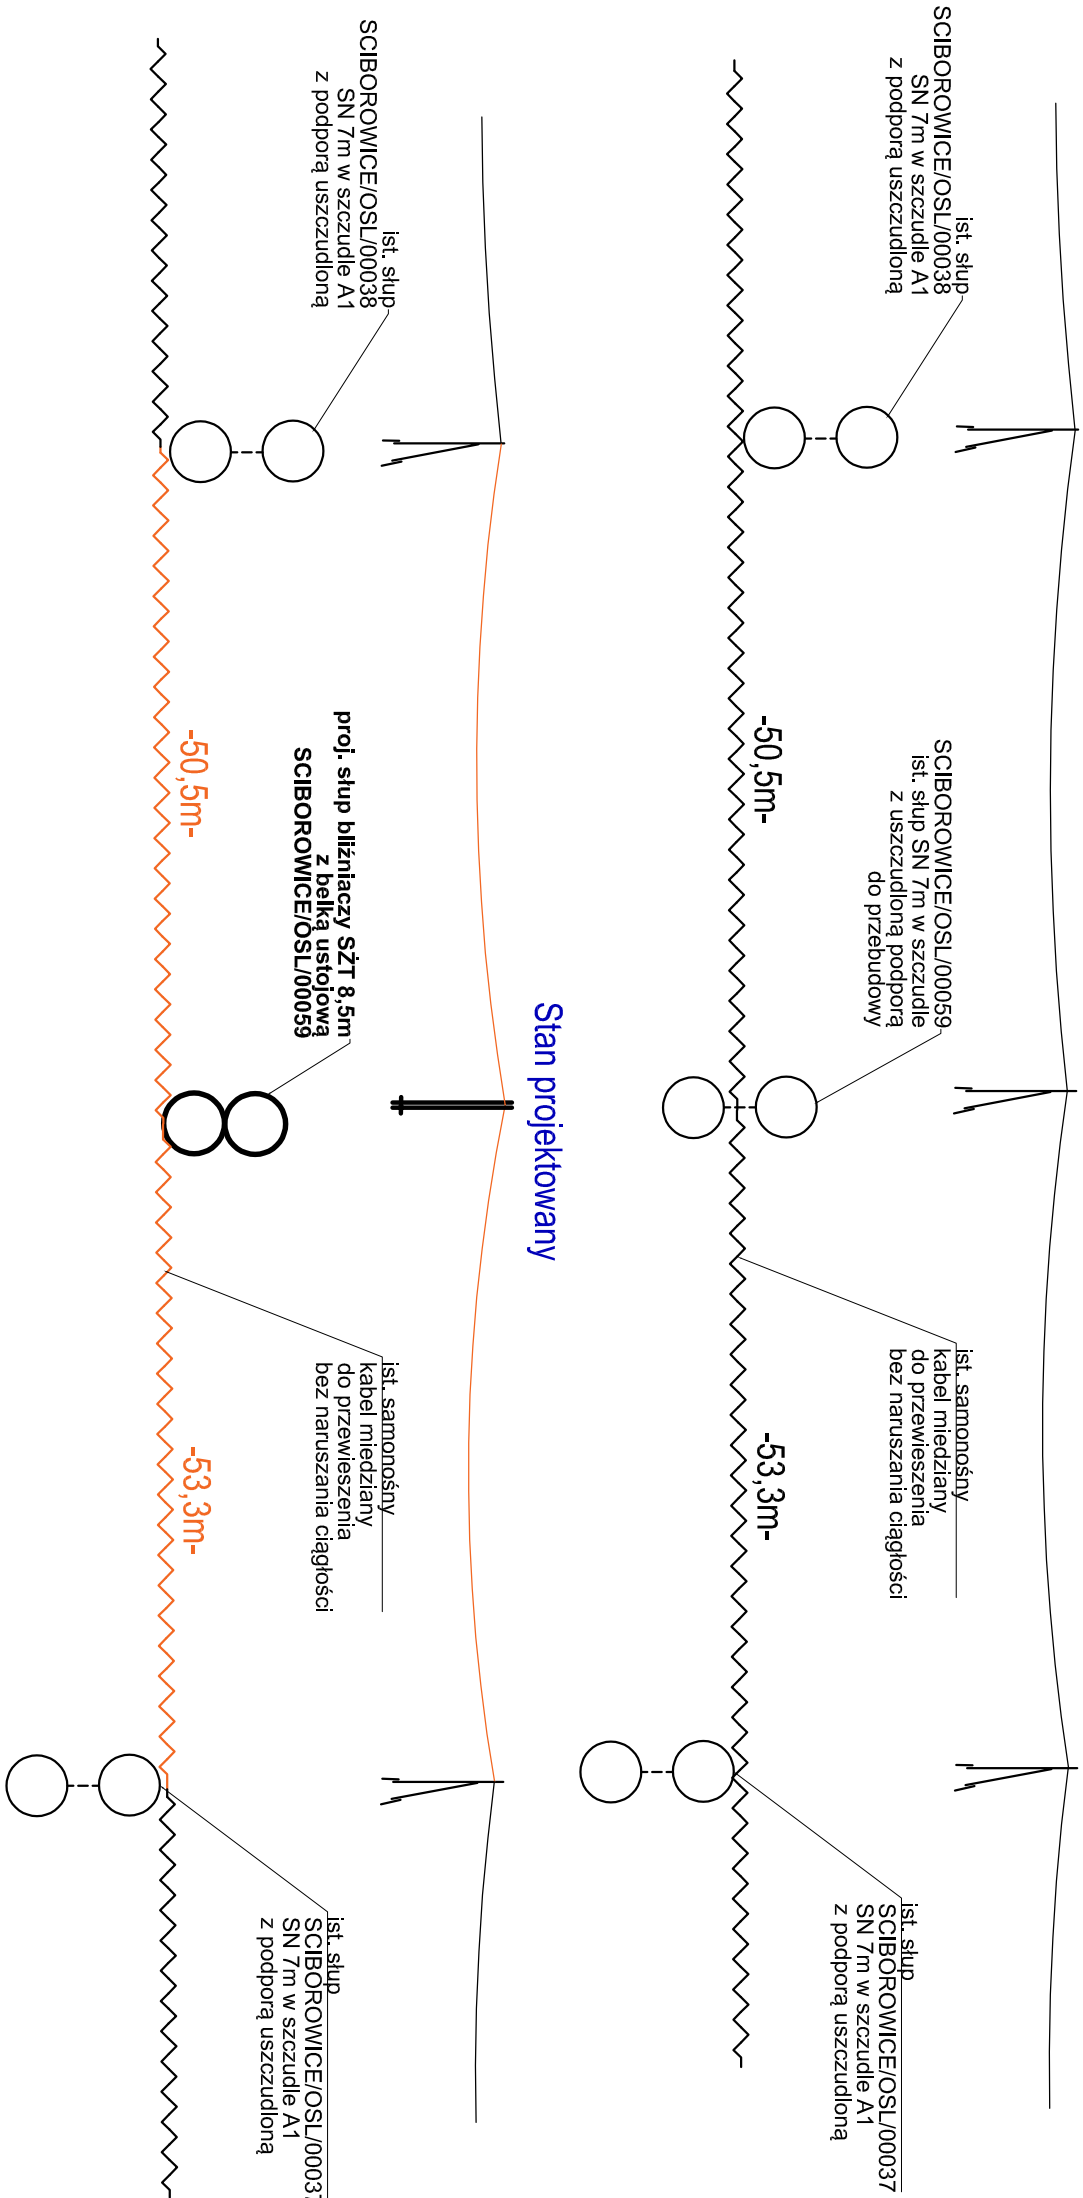 ist. słup
SCIBOROWICE/OSL/00038
SN 7m w szczudle A1
z podporą uszczudloną
SCIBOROWICE/OSL/00059
ist. słup SN 7m w szczudle
z uszczudloną podporą
do przebudowy
ist. samonośny
kabel miedziany
do przewieszenia
bez naruszania ciągłości
ist. słup
SCIBOROWICE/OSL/00037
SN 7m w szczudle A1
z podporą uszczudloną
-50,5m-
-53,3m-
Stan projektowany
ist. słup
SCIBOROWICE/OSL/00038
SN 7m w szczudle A1
z podporą uszczudloną
proj. słup bliźniaczy SŻT 8,5m
z belką ustojową
SCIBOROWICE/OSL/00059
ist. samonośny
kabel miedziany
do przewieszenia
bez naruszania ciągłości
ist. słup
SCIBOROWICE/OSL/00037
SN 7m w szczudle A1
z podporą uszczudloną
-50,5m-
-53,3m-